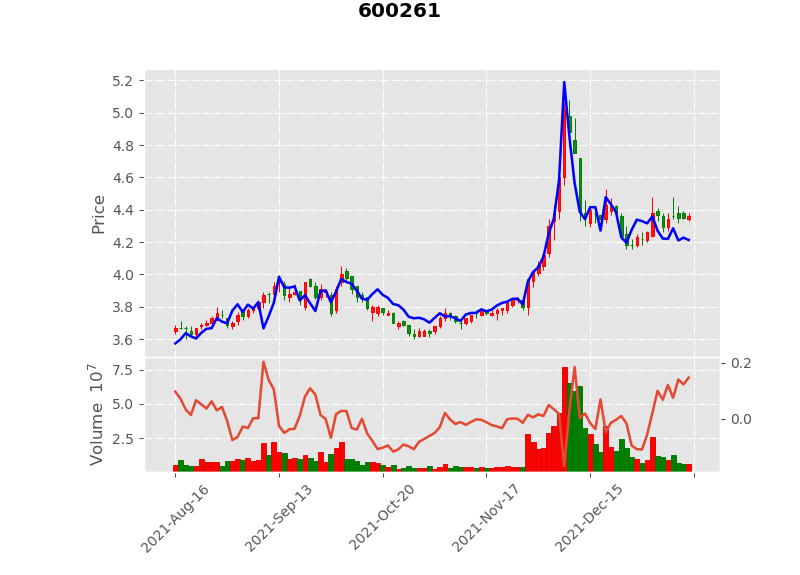 600261
5.2
5.0
4.8
4.6
4.4
4.2
4.0
3.8
3.6
Price
7.5
5.0
2.5
Volume 10^7
0.2
0.0
2021-Aug-16
2021-Sep-13
2021-Oct-20
2021-Nov-17
2021-Dec-15